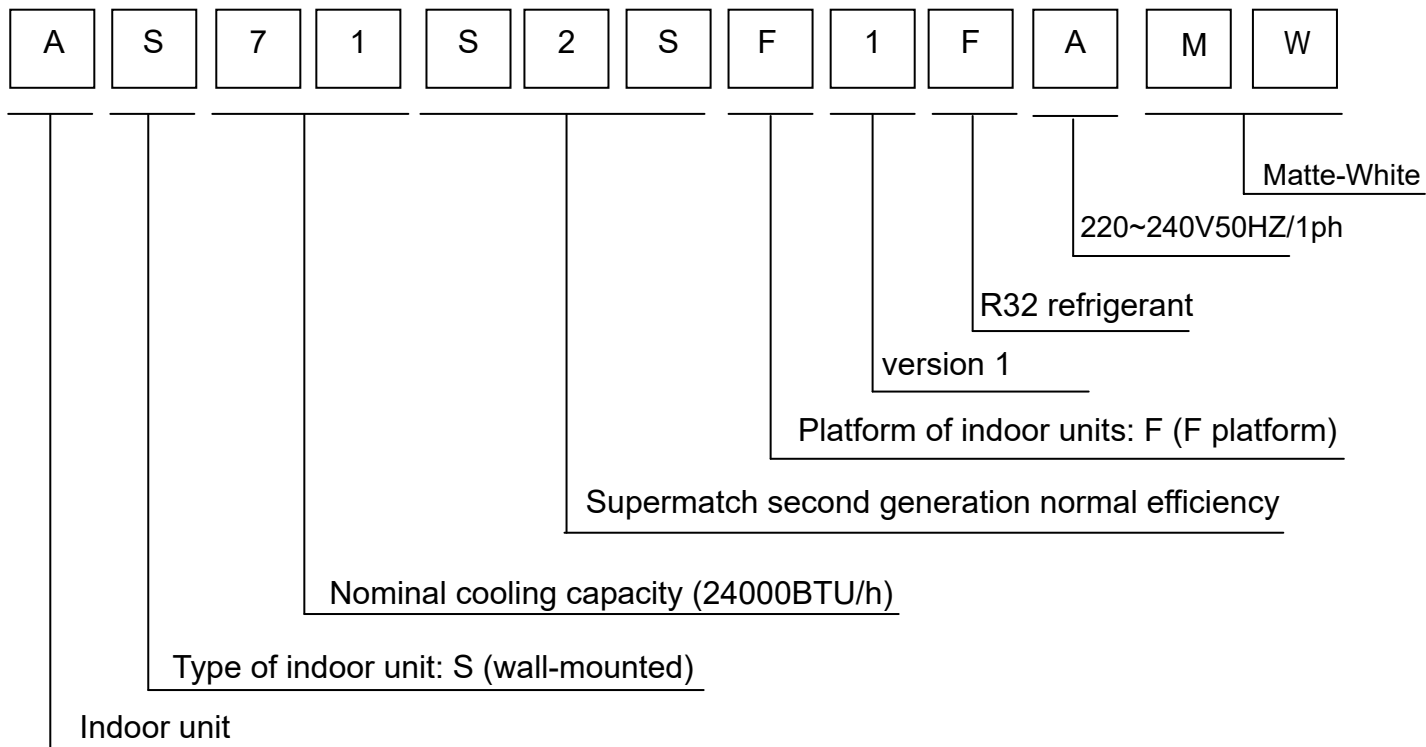 A S 7 1 S 2 S F 1 F A M W
Matte-White
220~240V50HZ/1ph
R32 refrigerant
version 1
Platform of indoor units: F (F platform)
Supermatch second generation normal efficiency
Nominal cooling capacity (24000BTU/h)
Type of indoor unit: S (wall-mounted)
Indoor unit